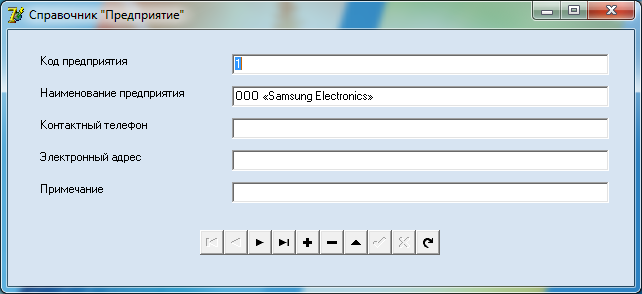 Справочник "Предприятие"
Код предприятия
1
Наименование предприятия
ООО «Samsung Electronics»
Контактный телефон
Электронный адрес
Примечание